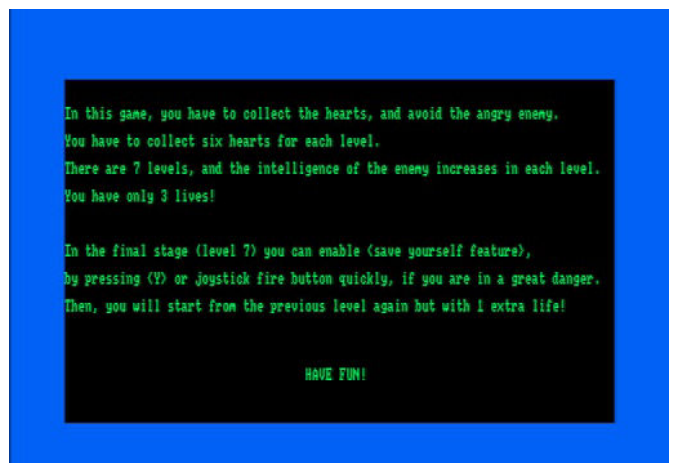 In this game, you have to collect the hearts, and avoid the angry enemy.
You have to collect six hearts for each level.
There are 7 levels, and the intelligence of the enemy increases in each level.
You have only 3 lives!
In the final stage (level 7) you can enable <save yourself feature>,
by pressing <Y> or joystick fire button quickly, if you are in a great danger.
Then, you will start from the previous level again but with 1 extra life!
HAVE FUN!